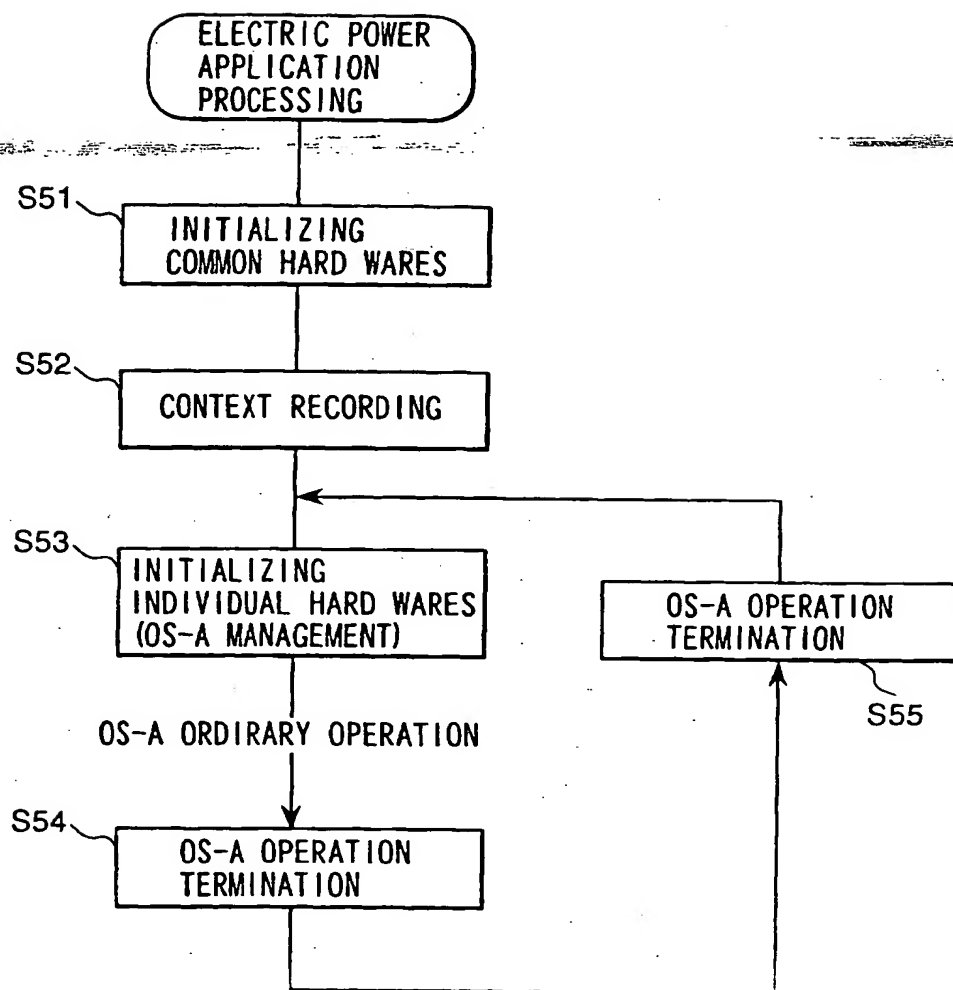 ELECTRIC POWER
APPLICATION
PROCESSING
S51
INITIALIZING
COMMON HARD WARES
S52
CONTEXT RECORDING
S53
INITIALIZING
INDIVIDUAL HARD WARES
(OS-A MANAGEMENT)
OS-A OPERATION
TERMINATION
S55
OS-A ORDIRARY OPERATION
S54
OS-A OPERATION
TERMINATION